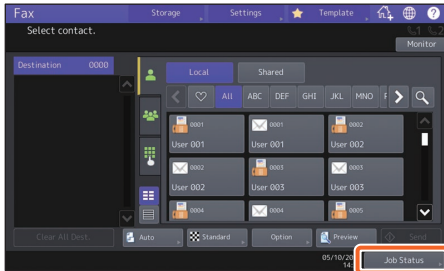 Fax Storage Settings Template ?
Select contact.
Monitor
Destination 0000
Local Shared
All ABC DEF GHI JKL MNO
0001 0001 0002
User 001 User 001 User 002
0002 0003 0003
User 002 User 003 User 003
0004 0004 0005
Clear All Dest. Auto Standard Option Preview Send
05/10/20
14: Job Status